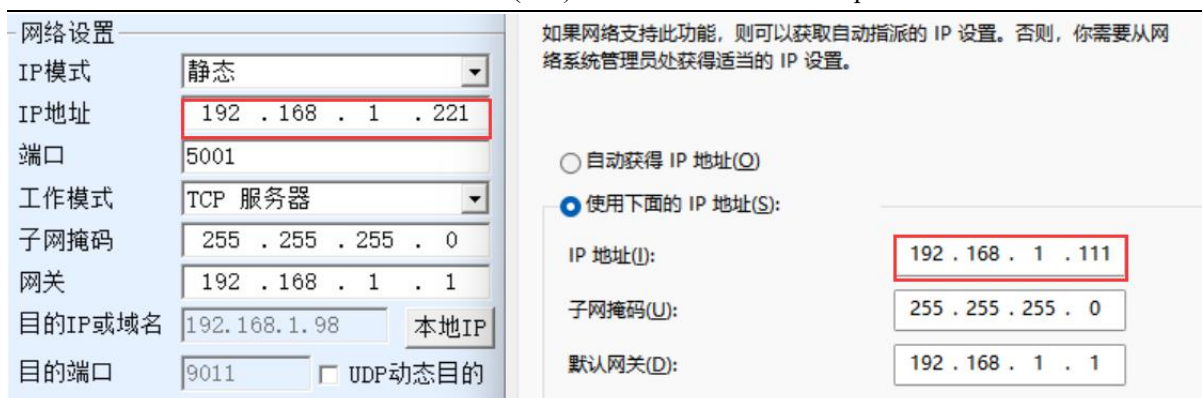 网络设置
IP模式 静态
IP地址 192 . 168 . 1 . 221
端口 5001
工作模式 TCP 服务器
子网掩码 255 . 255 . 255 . 0
网关 192 . 168 . 1 . 1
目的IP或域名 192.168.1.98 本地IP
目的端口 9011 UDP动态目的
如果网络支持此功能，则可以获取自动指派的 IP 设置。否则，你需要从网
络系统管理员处获得适当的 IP 设置。
自动获得 IP 地址(O)
使用下面的 IP 地址(S):
IP 地址(I): 192 . 168 . 1 . 111
子网掩码(U): 255 . 255 . 255 . 0
默认网关(D): 192 . 168 . 1 . 1